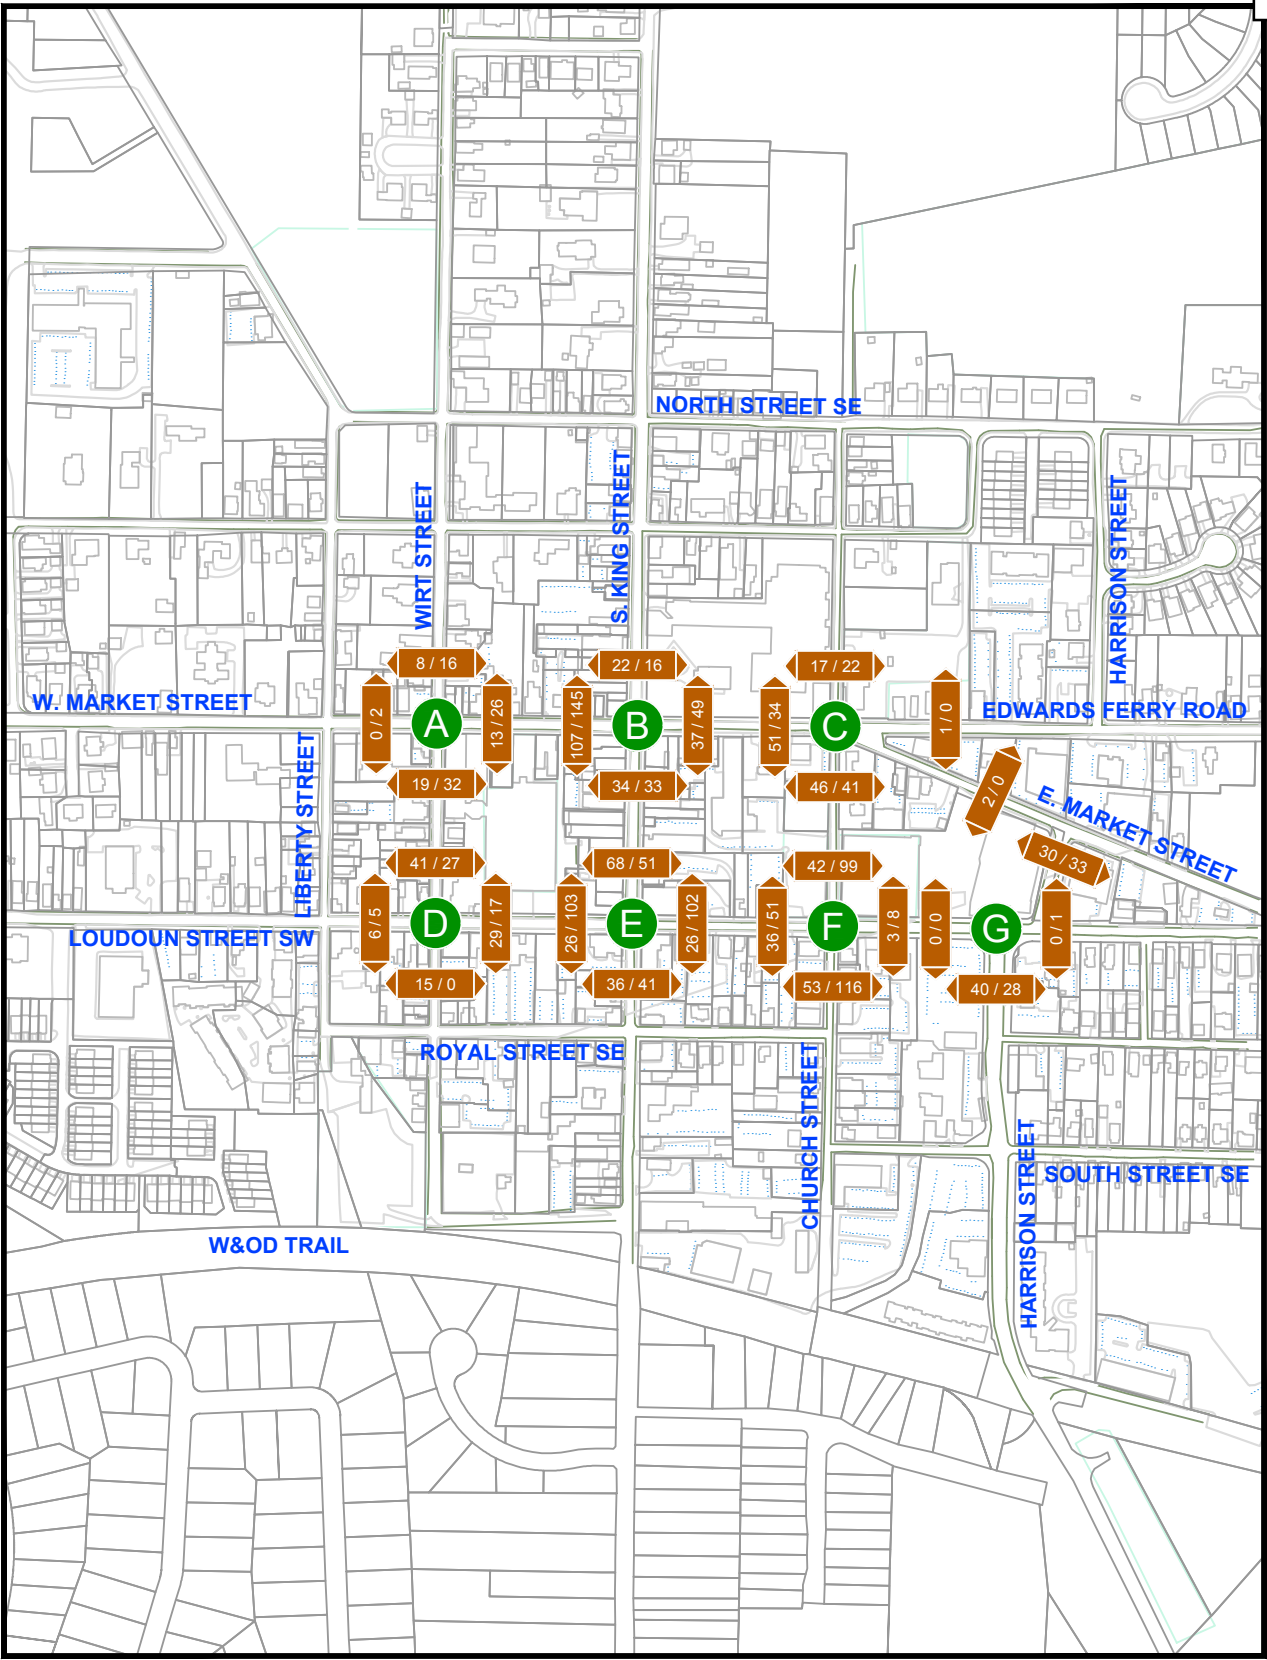 NORTH STREET SE
WIRT STREET
S. KING STREET
HARRISON STREET
8 / 16
22 / 16
17 / 22
W. MARKET STREET
0 / 2
A
13 / 26
107 / 145
B
37 / 49
51 / 34
C
1 / 0
EDWARDS FERRY ROAD
19 / 32
34 / 33
46 / 41
2 / 0
E. MARKET STREET
LIBERTY STREET
41 / 27
68 / 51
42 / 99
30 / 33
LOUDOUN STREET SW
6 / 5
D
29 / 17
26 / 103
E
26 / 102
36 / 51
F
3 / 8
0 / 0
G
0 / 1
15 / 0
36 / 41
53 / 116
40 / 28
ROYAL STREET SE
CHURCH STREET
SOUTH STREET SE
HARRISON STREET
W&OD TRAIL